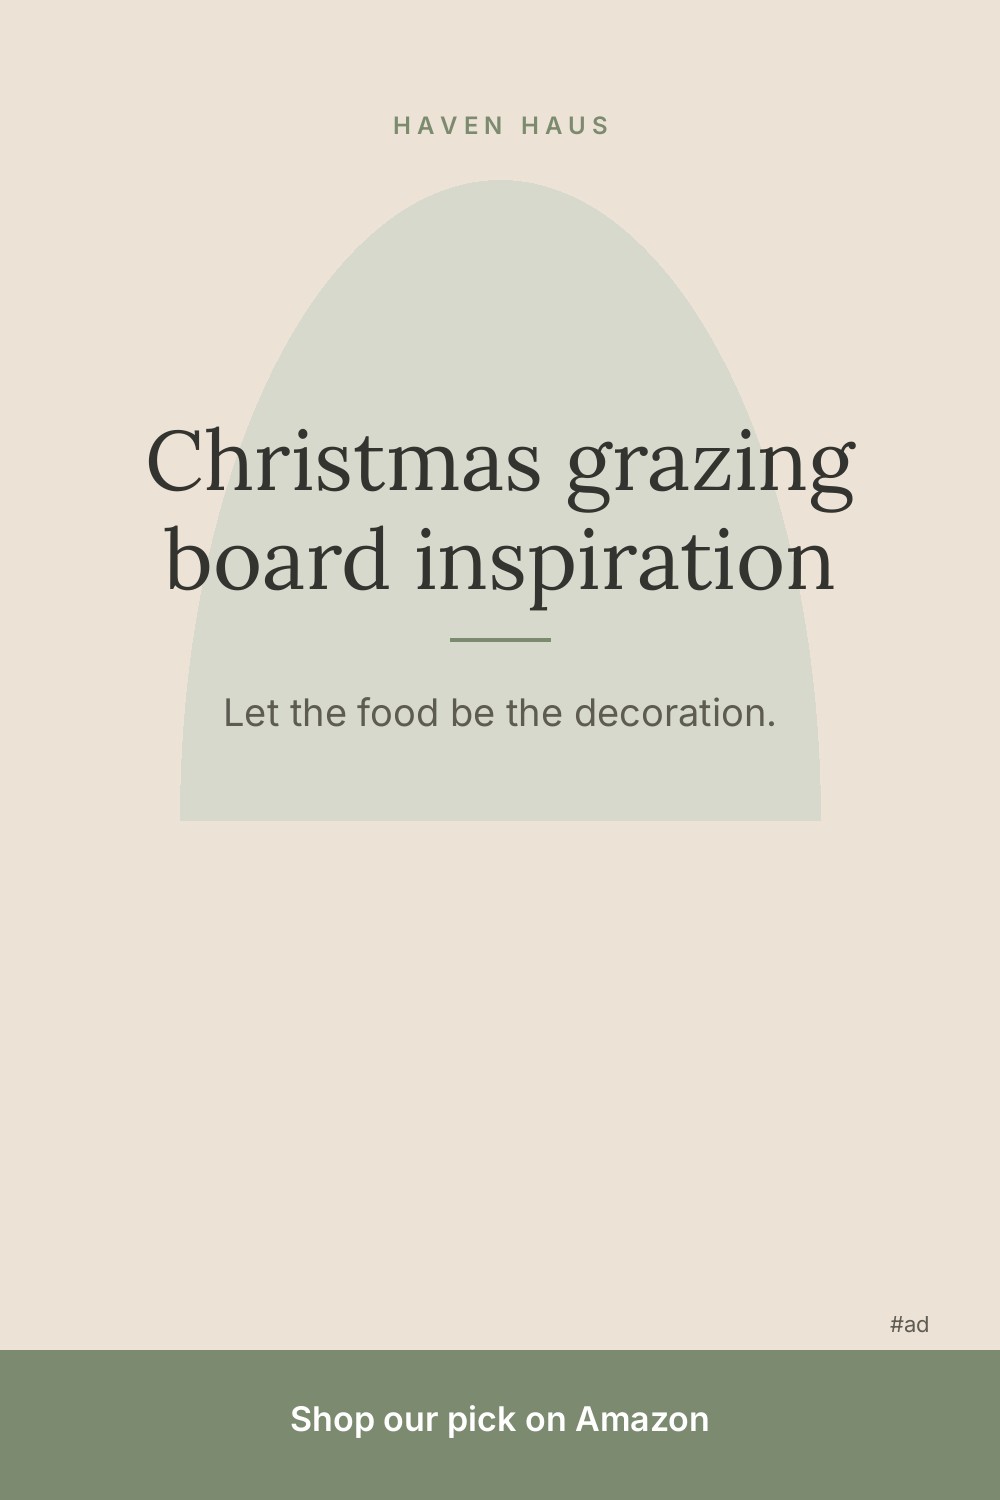 HAVEN HAUS
Christmas grazing
board inspiration
Let the food be the decoration.
#ad
Shop our pick on Amazon